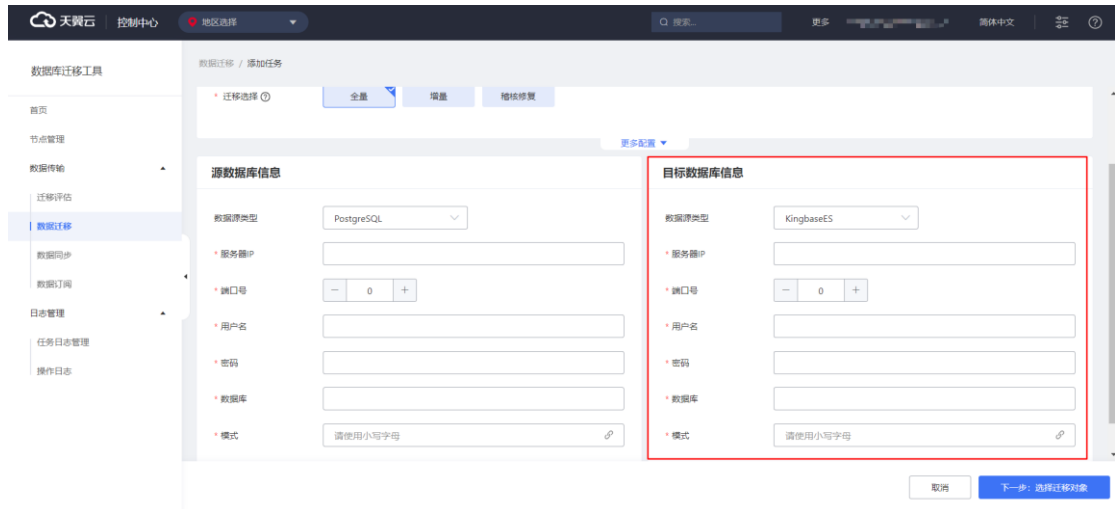 天翼云 控制中心 地区选择 搜索... 更多 简体中文
数据库迁移工具
首页
节点管理
数据传输
迁移评估
数据迁移
数据同步
数据订阅
日志管理
任务日志管理
操作日志
数据迁移 / 添加任务
* 迁移选择 全量 增量 稽核修复
更多配置
源数据库信息
数据源类型 PostgreSQL
* 服务器IP
* 端口号 － 0 +
* 用户名
* 密码
* 数据库
* 模式 请使用小写字母
目标数据库信息
数据源类型 KingbaseES
* 服务器IP
* 端口号 － 0 +
* 用户名
* 密码
* 数据库
* 模式 请使用小写字母
取消 下一步：选择迁移对象